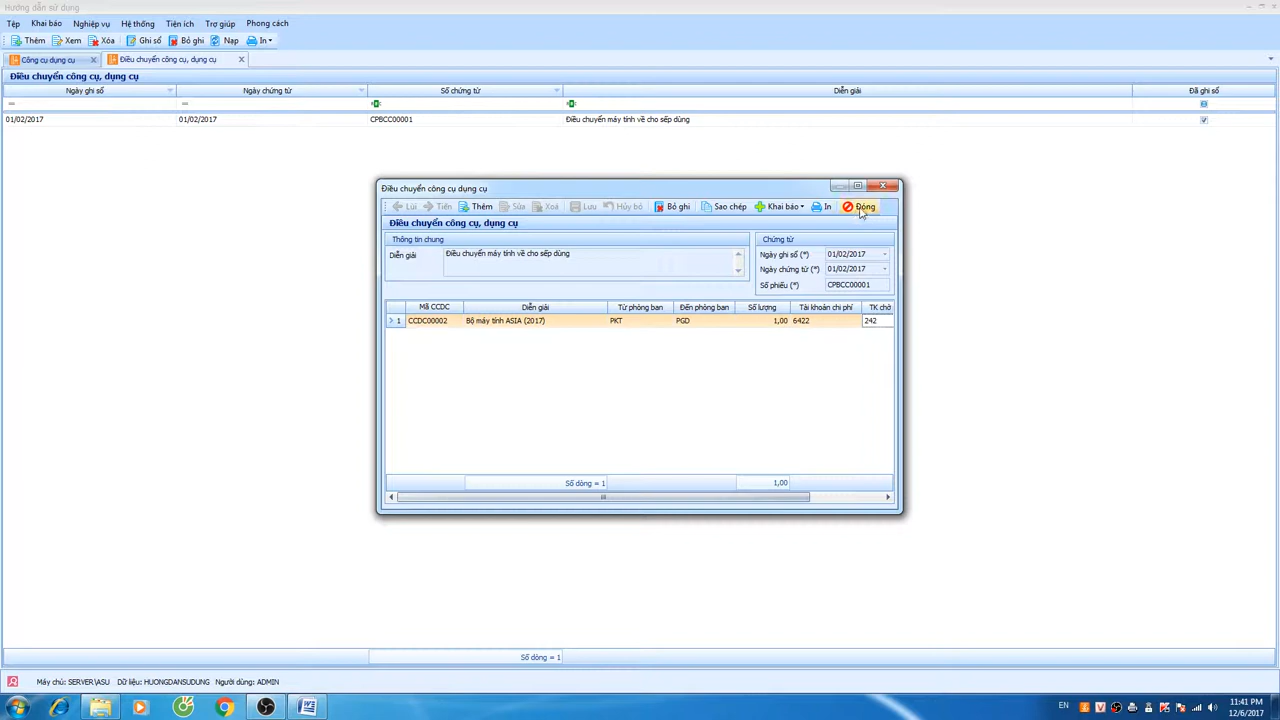 Hướng dẫn sử dụng
Tệp Khai báo Nghiệp vụ Hệ thống Tiện ích Trợ giúp Phong cách
Thêm Xem Xóa Ghi sổ Bỏ ghi Nạp In
Công cụ dụng cụ Điều chuyển công cụ, dụng cụ
Điều chuyển công cụ, dụng cụ
Ngày ghi sổ Ngày chứng từ Số chứng từ Diễn giải Đã ghi sổ
01/02/2017 01/02/2017 CPBCC00001 Điều chuyển máy tính về cho sếp dùng
Điều chuyển công cụ dụng cụ
Lùi Tiến Thêm Sửa Xoá Lưu Hủy bỏ Bỏ ghi Sao chép Khai báo In Đóng
Điều chuyển công cụ, dụng cụ
Thông tin chung Chứng từ
Diễn giải Điều chuyển máy tính về cho sếp dùng Ngày ghi sổ (*) 01/02/2017
Ngày chứng từ (*) 01/02/2017
Số phiếu (*) CPBCC00001
Mã CCDC Diễn giải Từ phòng ban Đến phòng ban Số lượng Tài khoản chi phí TK chờ
1 CCDC00002 Bộ máy tính ASIA (2017) PKT PGD 1,00 6422 242
Số dòng = 1 1,00
Số dòng = 1
Máy chủ: SERVER\ASU Dữ liệu: HUONGDANSUDUNG Người dùng: ADMIN
EN 11:41 PM
12/6/2017